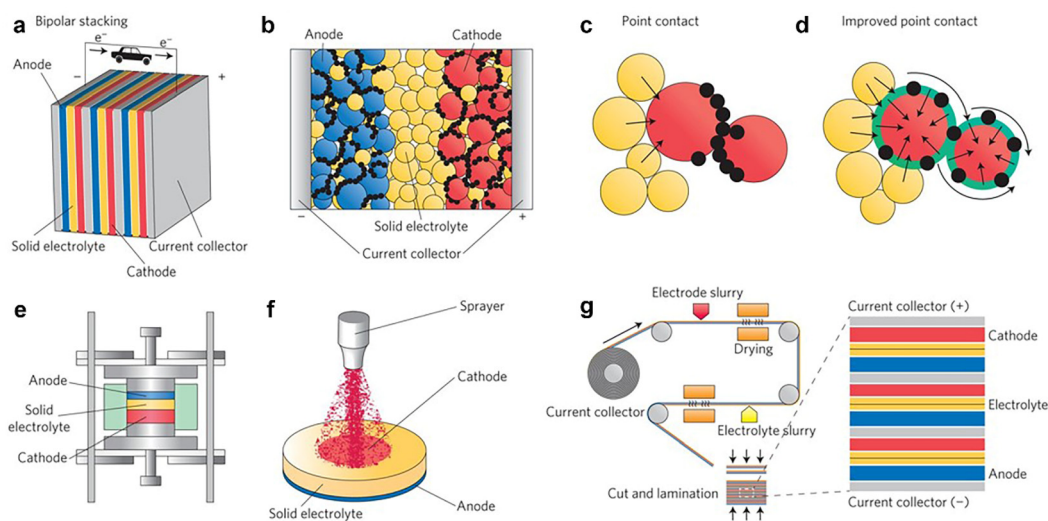 a
Bipolar stacking
e⁻
e⁻
Anode
−
+
Solid electrolyte
Current collector
Cathode
b
Anode
Cathode
Solid electrolyte
−
+
Current collector
c
Point contact
d
Improved point contact
e
Anode
Solid
electrolyte
Cathode
f
Sprayer
Cathode
Solid electrolyte
Anode
g
Electrode slurry
Drying
Current collector
Electrolyte slurry
Cut and lamination
Current collector (+)
Cathode
Electrolyte
Anode
Current collector (−)